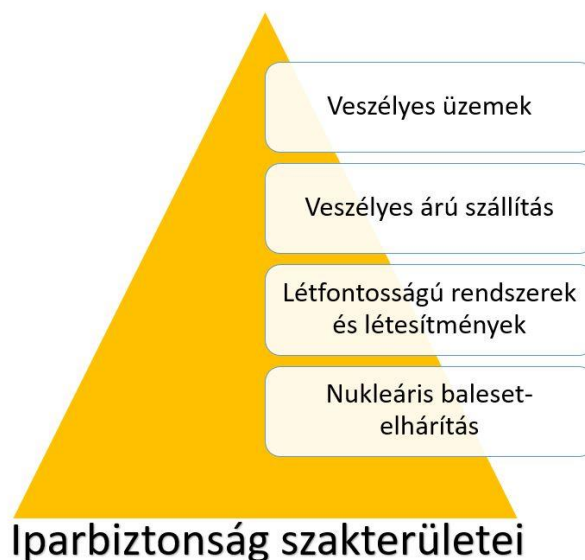 Veszélyes üzemek
Veszélyes árú szállítás
Létfontosságú rendszerek
és létesítmények
Nukleáris baleset-
elhárítás
Iparbiztonság szakterületei